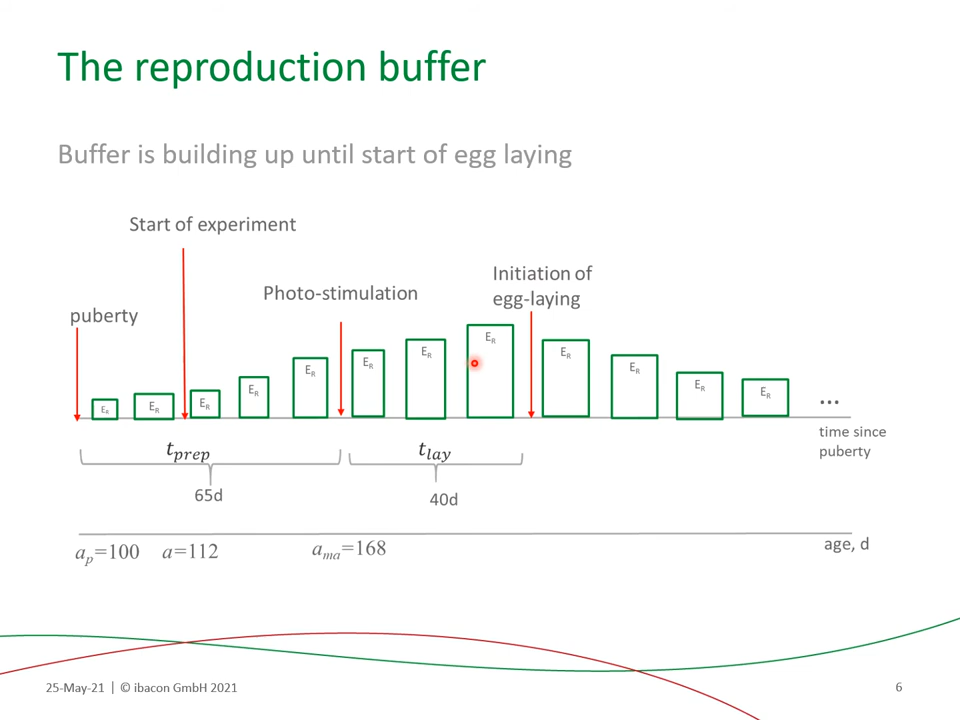 The reproduction buffer
Buffer is building up until start of egg laying
Start of experiment
Initiation of
egg-laying
Photo-stimulation
puberty
E_R
E_R
E_R
E_R
E_R
E_R
E_R
E_R
E_R
E_R
E_R
E_R
...
time since
puberty
t_prep
t_lay
65d
40d
a_p=100
a=112
a_ma=168
age, d
25-May-21 | © ibacon GmbH 2021
6